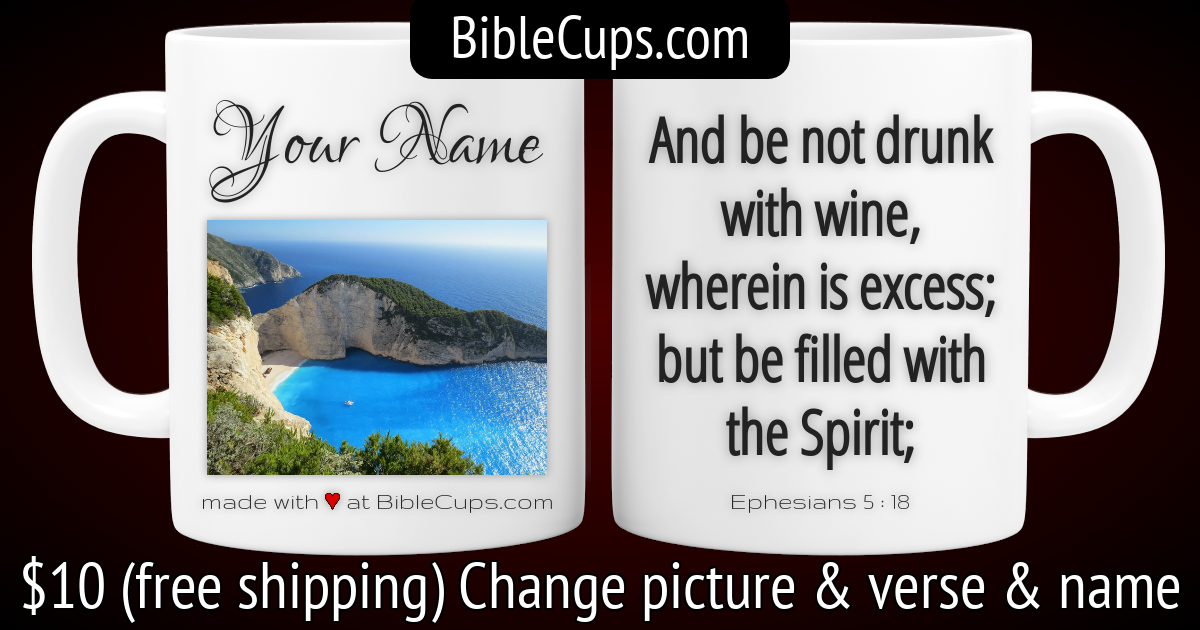 BibleCups.com
Your Name
made with ♥ at BibleCups.com
And be not drunk
with wine,
wherein is excess;
but be filled with
the Spirit;
Ephesians 5 : 18
$10 (free shipping) Change picture & verse & name